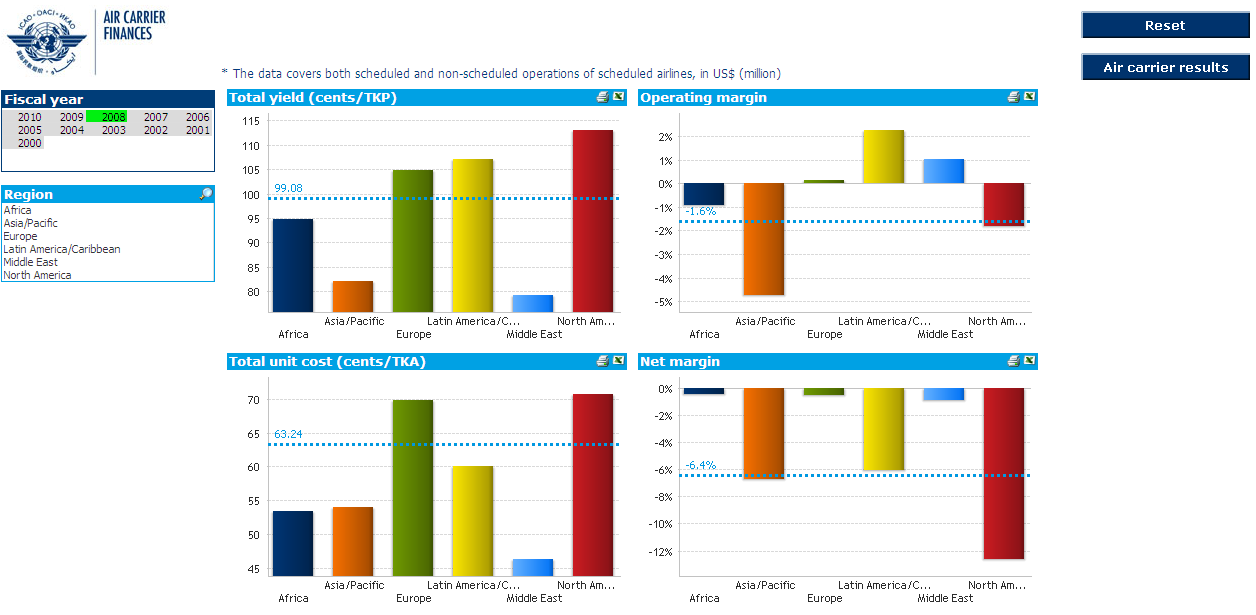 ICAO · OACI · ИКАО
AIR CARRIER
FINANCES
Reset
Air carrier results
* The data covers both scheduled and non-scheduled operations of scheduled airlines, in US$ (million)
Fiscal year
2010 2009 2008 2007 2006
2005 2004 2003 2002 2001
2000
Region
Africa
Asia/Pacific
Europe
Latin America/Caribbean
Middle East
North America
Total yield (cents/TKP)
115
110
105
100
95
90
85
80
99.08
Asia/Pacific Latin America/C... North Am...
Africa Europe Middle East
Operating margin
2%
1%
0%
-1%
-2%
-3%
-4%
-5%
-1.6%
Asia/Pacific Latin America/C... North Am...
Africa Europe Middle East
Total unit cost (cents/TKA)
70
65
60
55
50
45
63.24
Asia/Pacific Latin America/C... North Am...
Africa Europe Middle East
Net margin
0%
-2%
-4%
-6%
-8%
-10%
-12%
-6.4%
Asia/Pacific Latin America/C... North Am...
Africa Europe Middle East